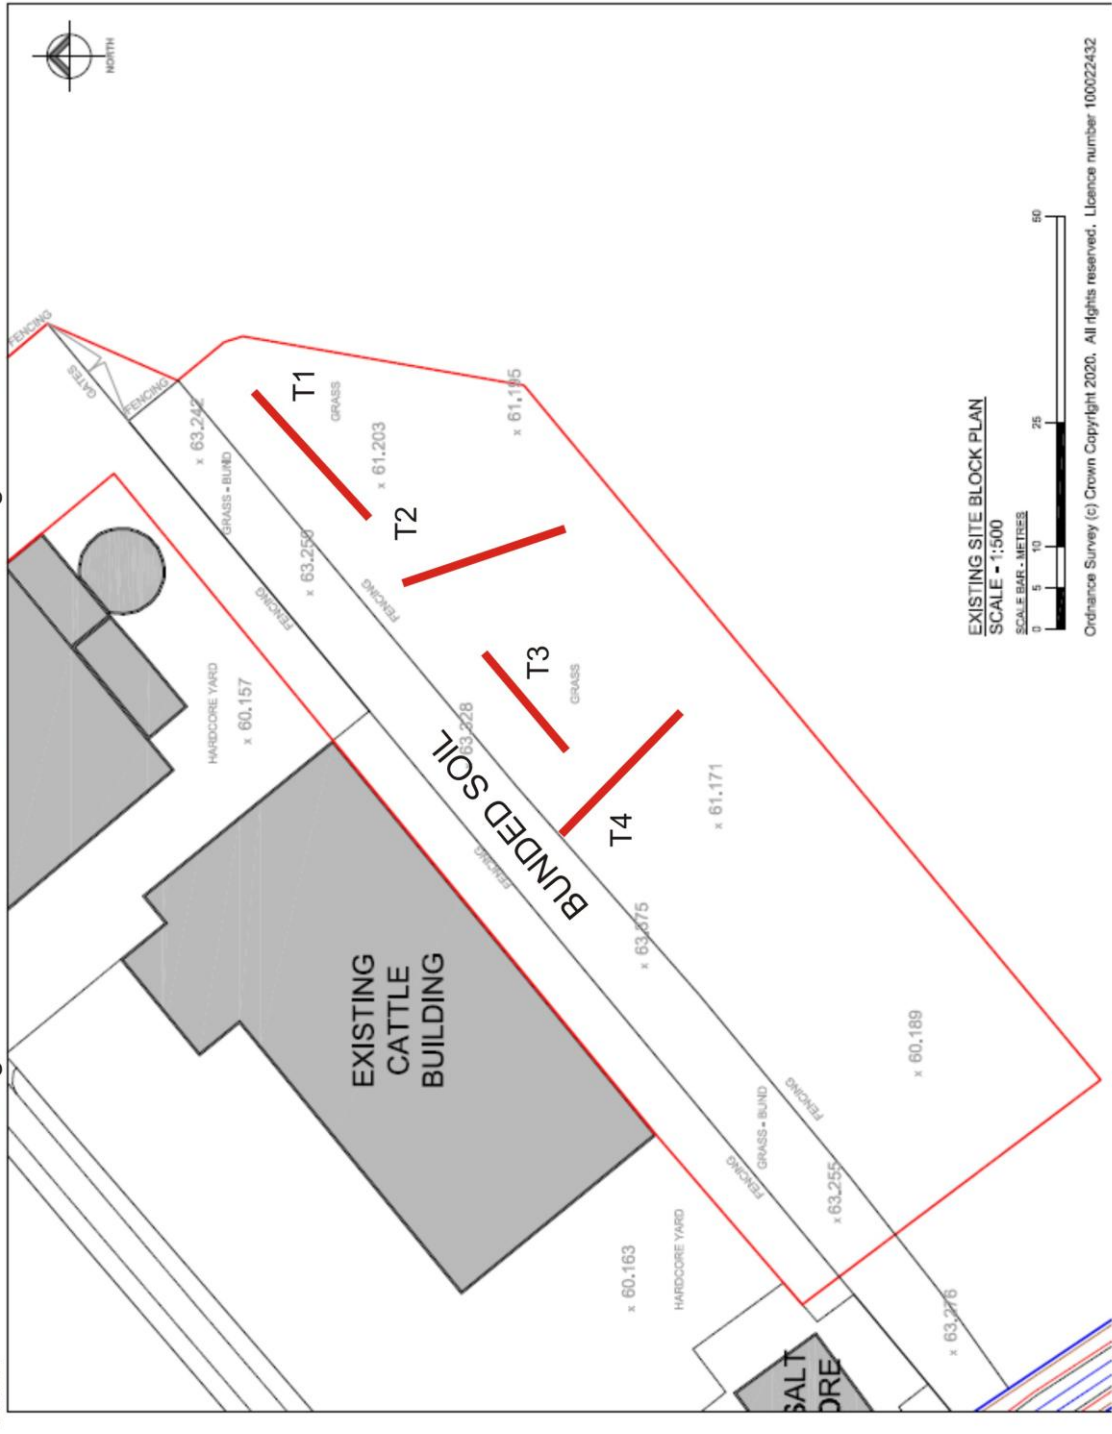 NORTH
FENCING
GATES
FENCING
x 63.242
GRASS - BUND
T1
GRASS
x 61.203
x 61.195
T2
x 63.250
FENCING
FENCING
HARDCORE YARD
x 60.157
T3
GRASS
63.328
BUNDED SOIL
FENCING
T4
x 61.171
x 63.375
EXISTING
CATTLE
BUILDING
x 60.189
FENCING
GRASS - BUND
FENCING
x 63.255
x 60.163
HARDCORE YARD
x 63.276
SALT
ORE
EXISTING SITE BLOCK PLAN
SCALE - 1:500
SCALE BAR - METRES
0 5 10 25 50
Ordnance Survey (c) Crown Copyright 2020. All rights reserved. Licence number 100022432